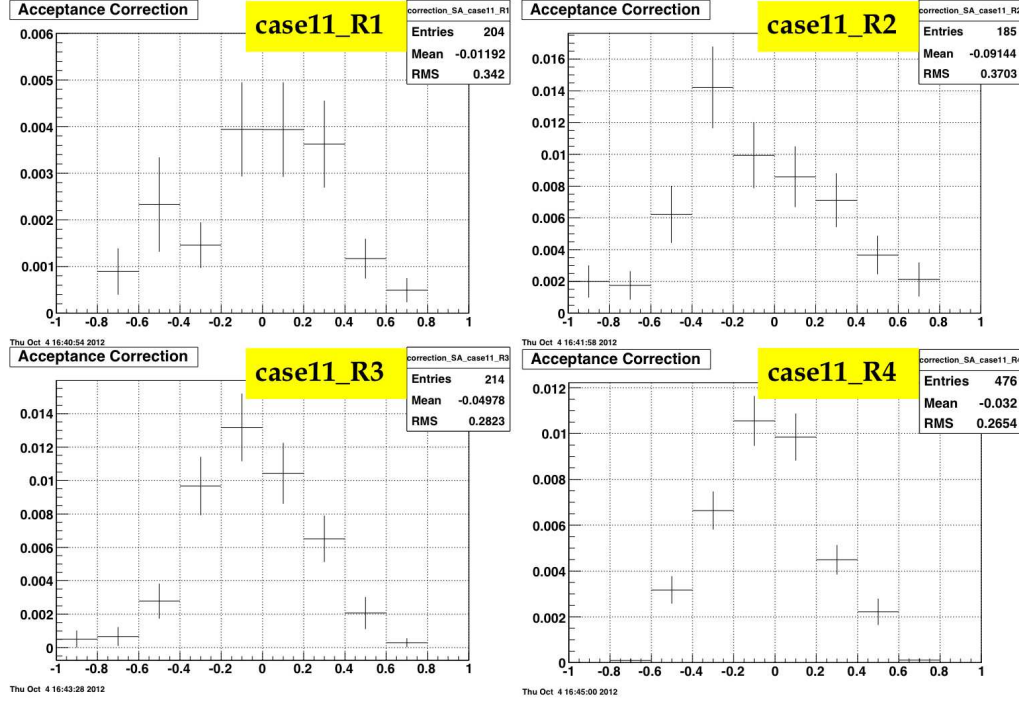 Acceptance Correction
case11_R1
correction_SA_case11_R1
Entries 204
Mean -0.01192
RMS 0.342
0.006
0.005
0.004
0.003
0.002
0.001
0
-1 -0.8 -0.6 -0.4 -0.2 0 0.2 0.4 0.6 0.8 1
Thu Oct 4 16:40:54 2012
Acceptance Correction
case11_R2
correction_SA_case11_R2
Entries 185
Mean -0.09144
RMS 0.3703
0.016
0.014
0.012
0.01
0.008
0.006
0.004
0.002
0
-1 -0.8 -0.6 -0.4 -0.2 0 0.2 0.4 0.6 0.8 1
Thu Oct 4 16:41:58 2012
Acceptance Correction
case11_R3
correction_SA_case11_R3
Entries 214
Mean -0.04978
RMS 0.2823
0.014
0.012
0.01
0.008
0.006
0.004
0.002
0
-1 -0.8 -0.6 -0.4 -0.2 0 0.2 0.4 0.6 0.8 1
Thu Oct 4 16:43:28 2012
Acceptance Correction
case11_R4
correction_SA_case11_R4
Entries 476
Mean -0.032
RMS 0.2654
0.012
0.01
0.008
0.006
0.004
0.002
0
-1 -0.8 -0.6 -0.4 -0.2 0 0.2 0.4 0.6 0.8 1
Thu Oct 4 16:45:00 2012